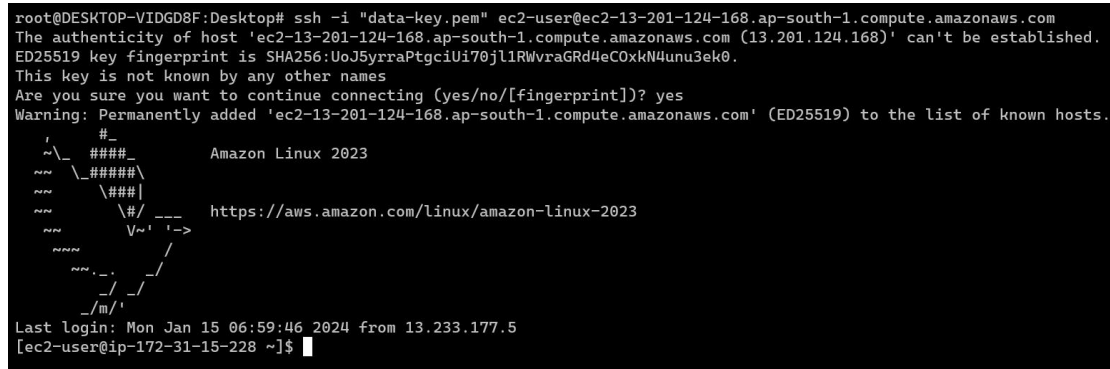 root@DESKTOP-VIDGD8F:Desktop# ssh -i "data-key.pem" ec2-user@ec2-13-201-124-168.ap-south-1.compute.amazonaws.com
The authenticity of host 'ec2-13-201-124-168.ap-south-1.compute.amazonaws.com (13.201.124.168)' can't be established.
ED25519 key fingerprint is SHA256:UoJ5yrraPtgciUi70jl1RWvraGRd4eCOxkN4unu3ek0.
This key is not known by any other names
Are you sure you want to continue connecting (yes/no/[fingerprint])? yes
Warning: Permanently added 'ec2-13-201-124-168.ap-south-1.compute.amazonaws.com' (ED25519) to the list of known hosts.
   ,     #_
   ~\_  ####_        Amazon Linux 2023
  ~~  \_#####\
  ~~     \###|
  ~~       \#/ ___   https://aws.amazon.com/linux/amazon-linux-2023
   ~~       V~' '->
    ~~~         /
      ~~._.   _/
         _/ _/
       _/m/'
Last login: Mon Jan 15 06:59:46 2024 from 13.233.177.5
[ec2-user@ip-172-31-15-228 ~]$